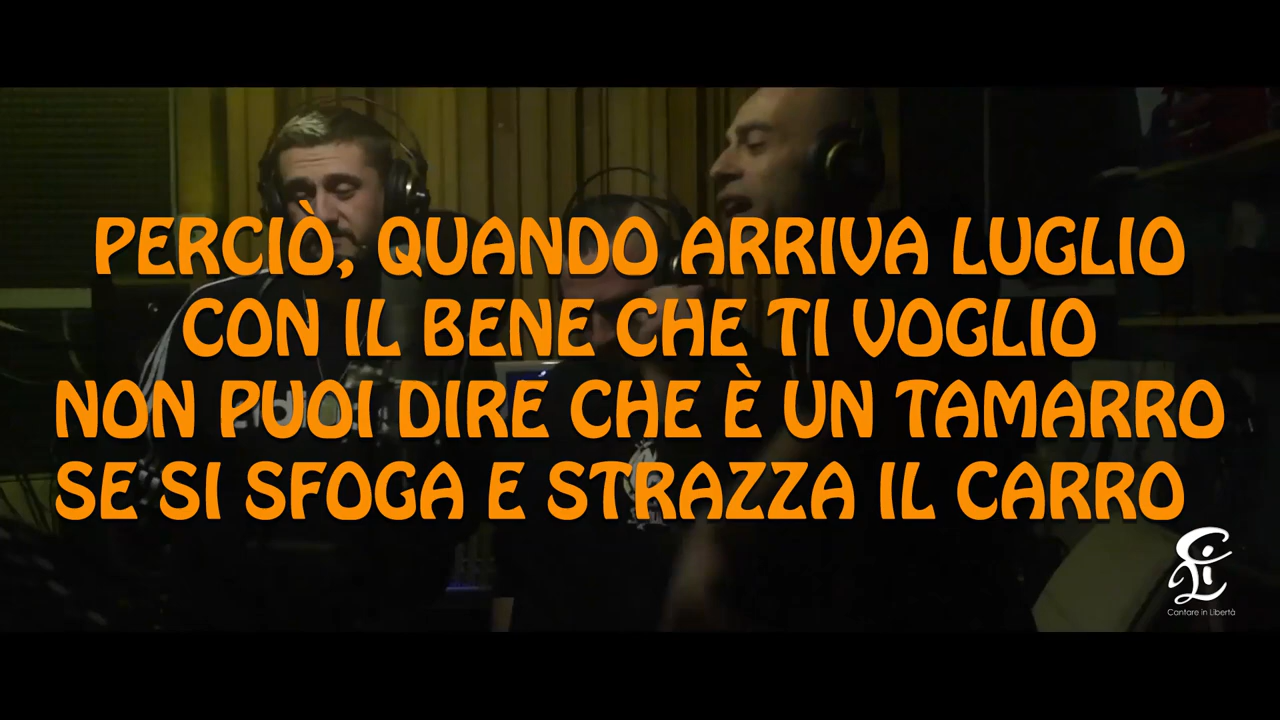 PERCIÒ, QUANDO ARRIVA LUGLIO
CON IL BENE CHE TI VOGLIO
NON PUOI DIRE CHE È UN TAMARRO
SE SI SFOGA E STRAZZA IL CARRO
Cantare in Libertà